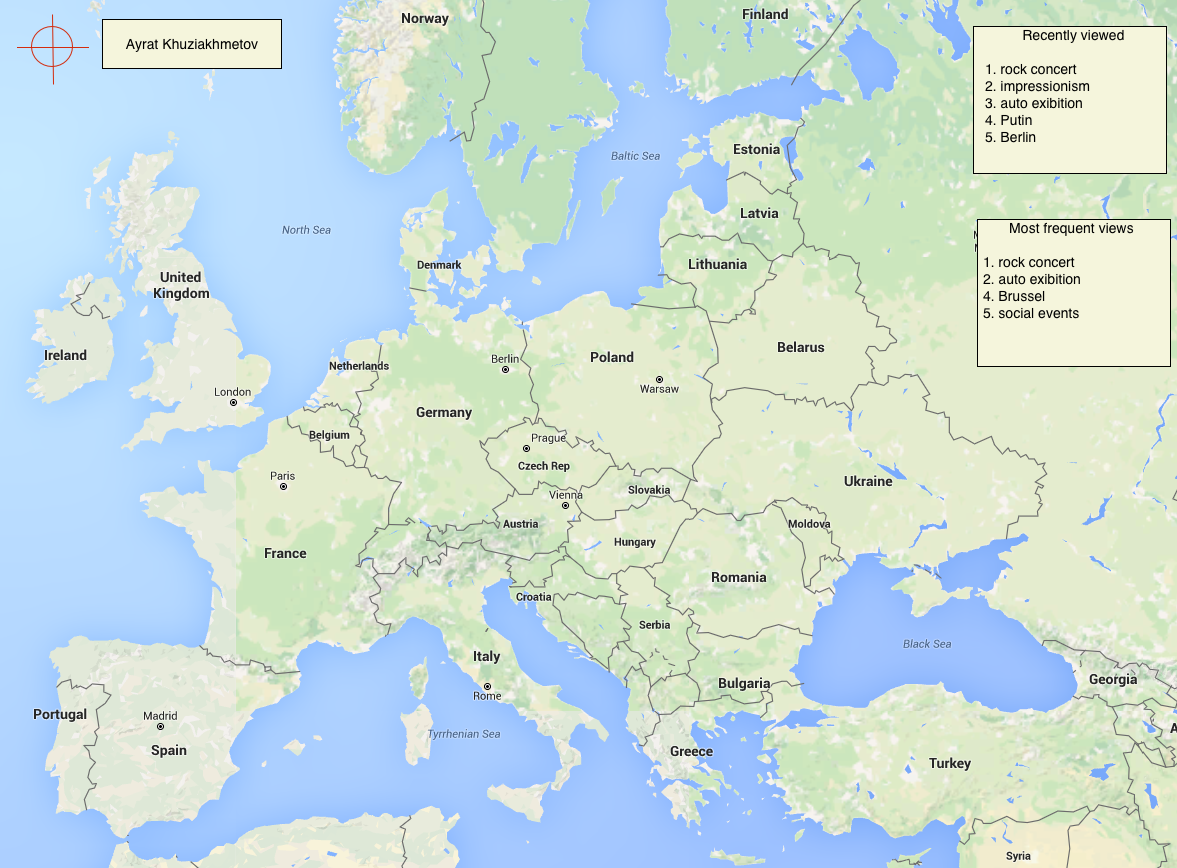 Norway
Finland
Ayrat Khuziakhmetov
Recently viewed
1. rock concert
2. impressionism
3. auto exibition
4. Putin
5. Berlin
Baltic Sea
Estonia
Latvia
North Sea
Most frequent views
1. rock concert
2. auto exibition
4. Brussel
5. social events
Denmark
Lithuania
United
Kingdom
Ireland
Netherlands
Berlin
Poland
Belarus
London
Warsaw
Germany
Belgium
Prague
Czech Rep
Paris
Vienna
Slovakia
Ukraine
Austria
Moldova
France
Hungary
Romania
Croatia
Serbia
Black Sea
Italy
Rome
Bulgaria
Georgia
Portugal
Madrid
Spain
Tyrrhenian Sea
Greece
Turkey
Syria